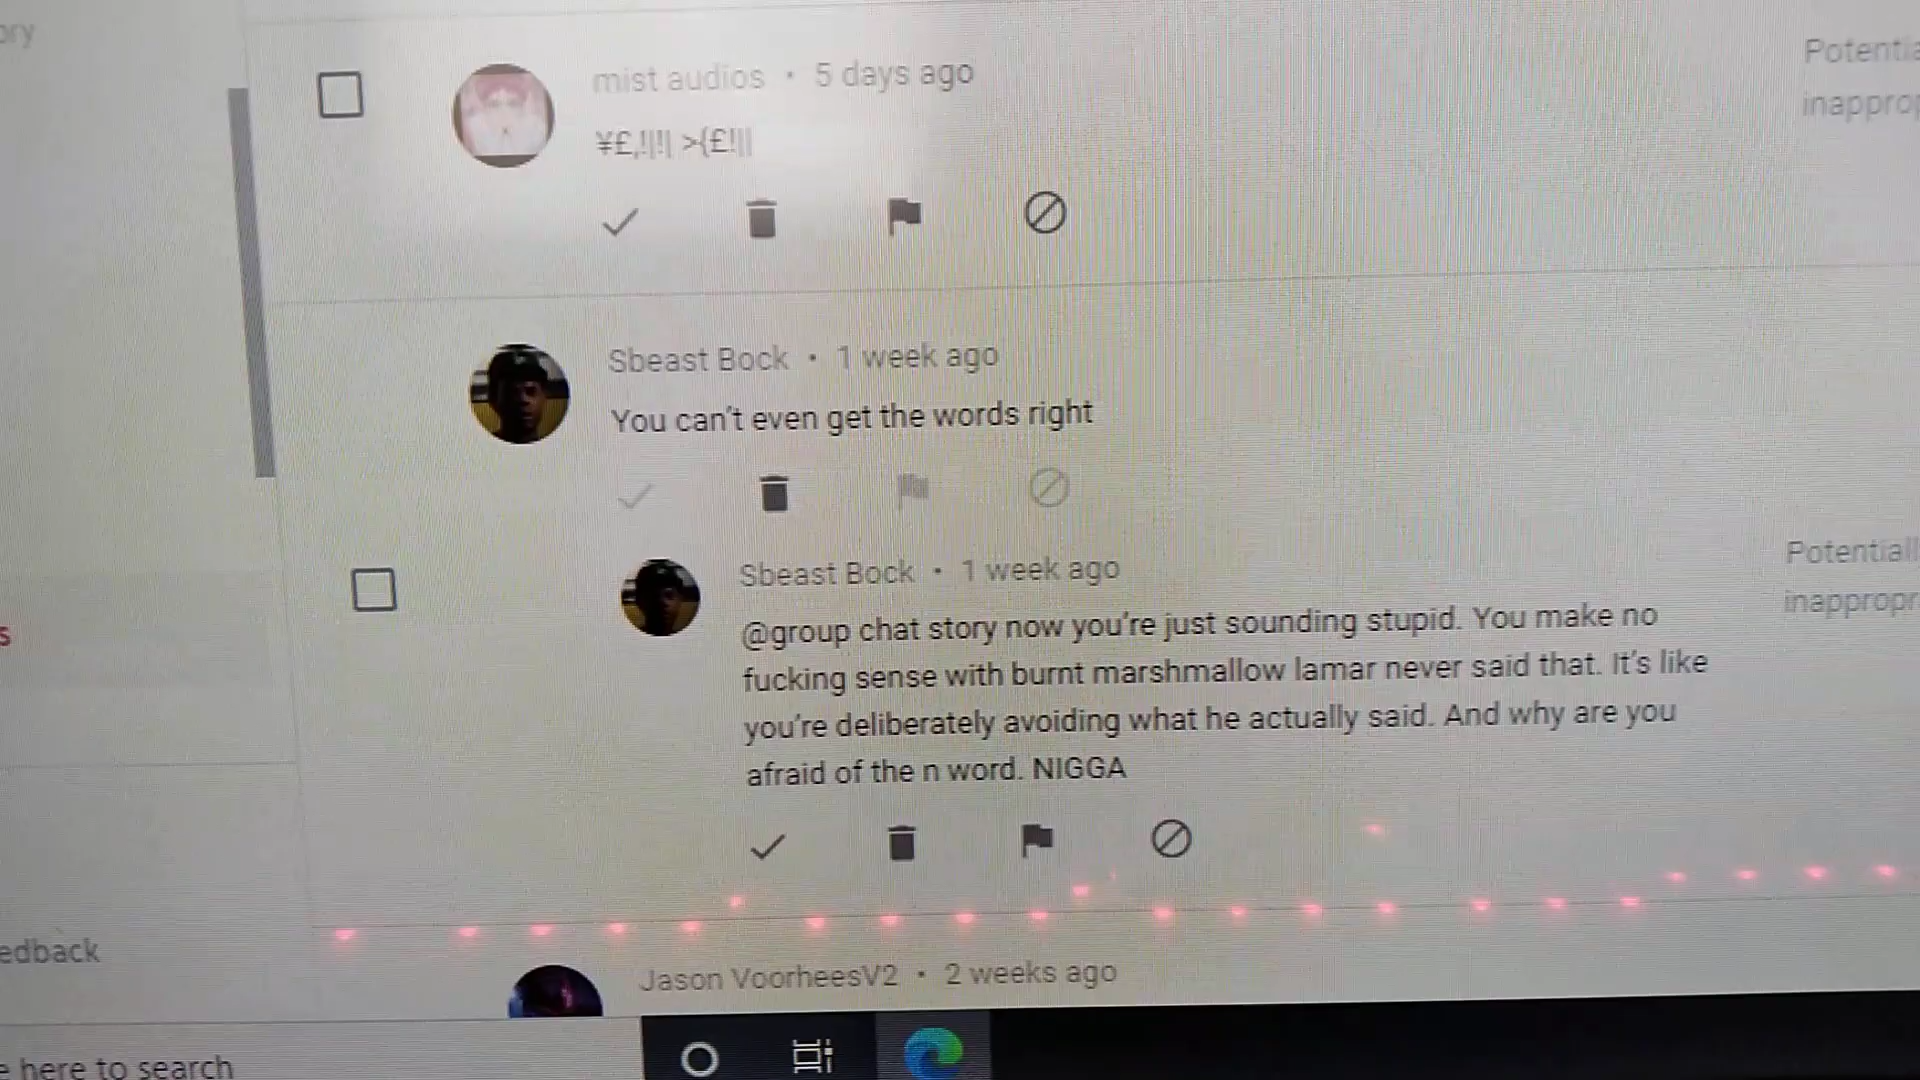 ory
mist audios • 5 days ago
Potentia
inapprop
Sbeast Bock • 1 week ago
You can't even get the words right
Sbeast Bock • 1 week ago
Potentiall
inappropr
@group chat story now you're just sounding stupid. You make no
fucking sense with burnt marshmallow lamar never said that. It's like
you're deliberately avoiding what he actually said. And why are you
afraid of the n word. NIGGA
s
edback
Jason VoorheesV2 • 2 weeks ago
e here to search